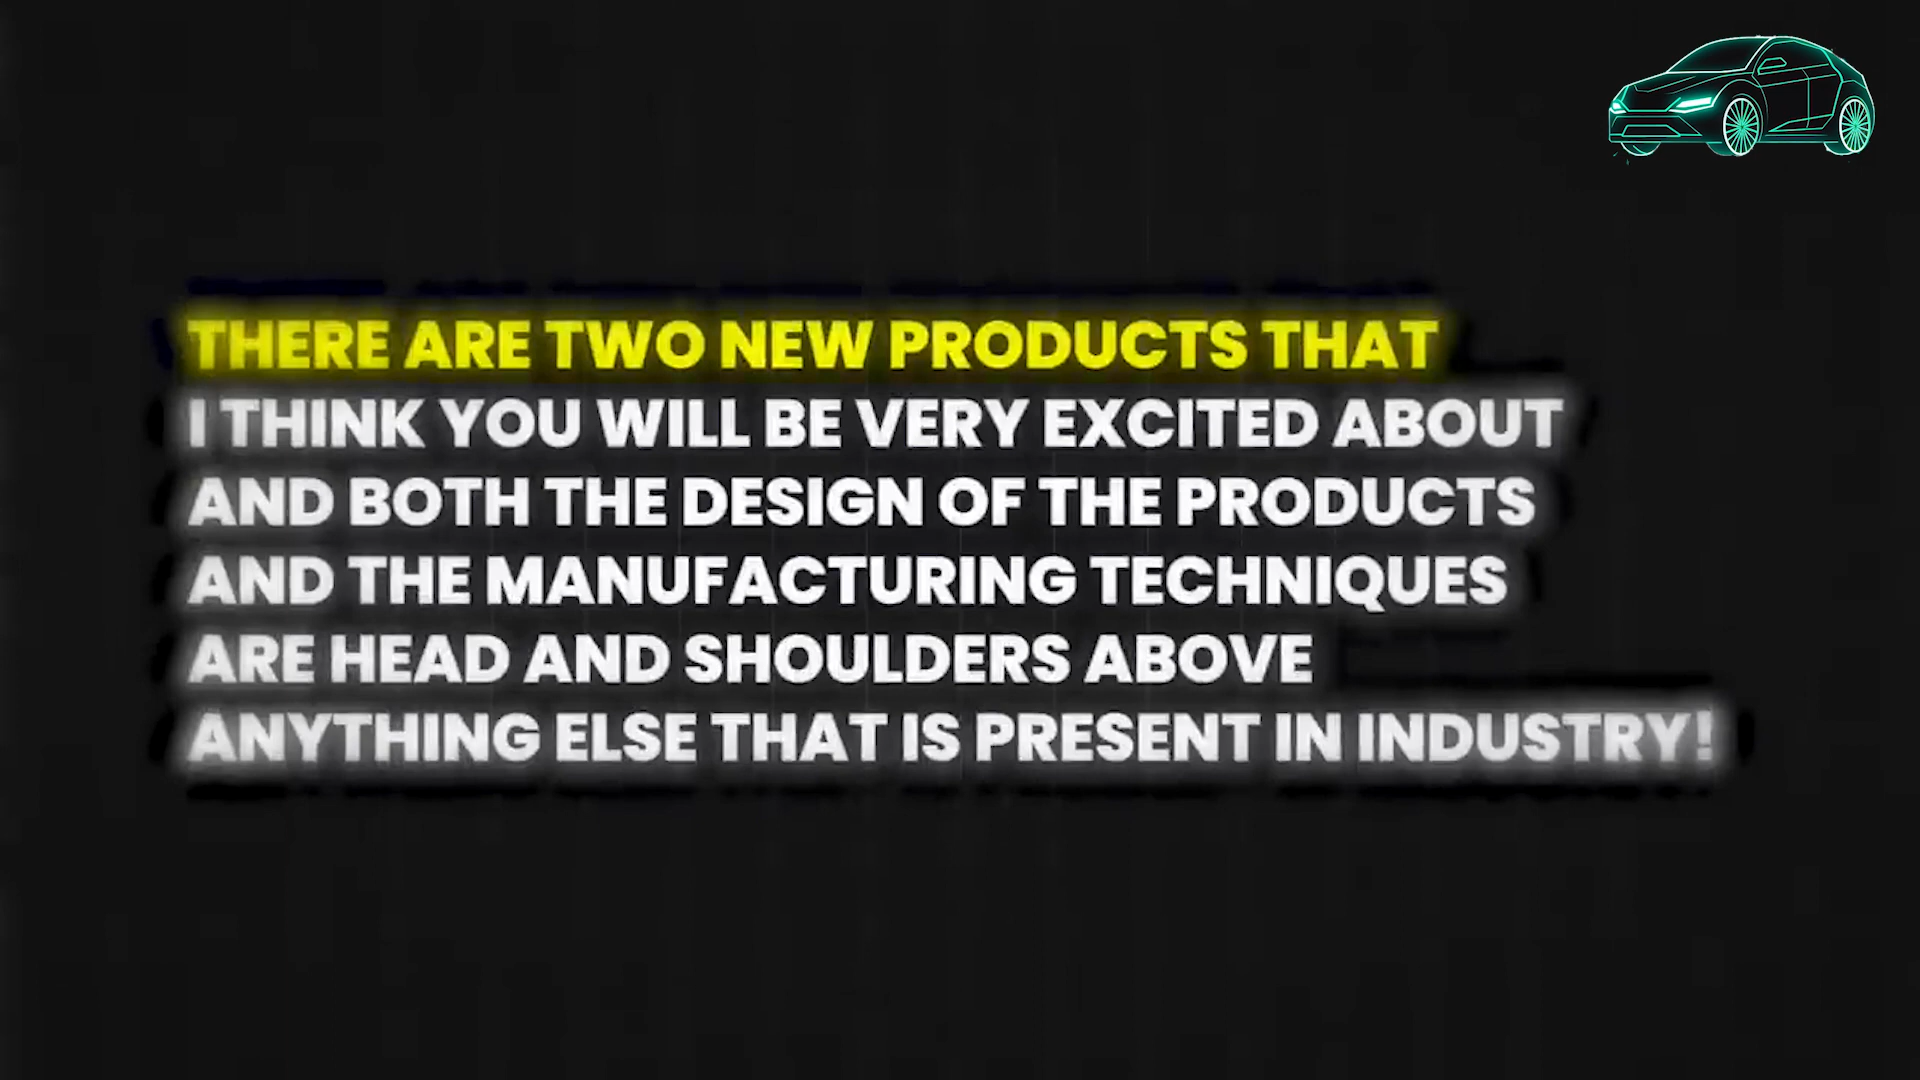 THERE ARE TWO NEW PRODUCTS THAT
I THINK YOU WILL BE VERY EXCITED ABOUT
AND BOTH THE DESIGN OF THE PRODUCTS
AND THE MANUFACTURING TECHNIQUES
ARE HEAD AND SHOULDERS ABOVE
ANYTHING ELSE THAT IS PRESENT IN INDUSTRY!